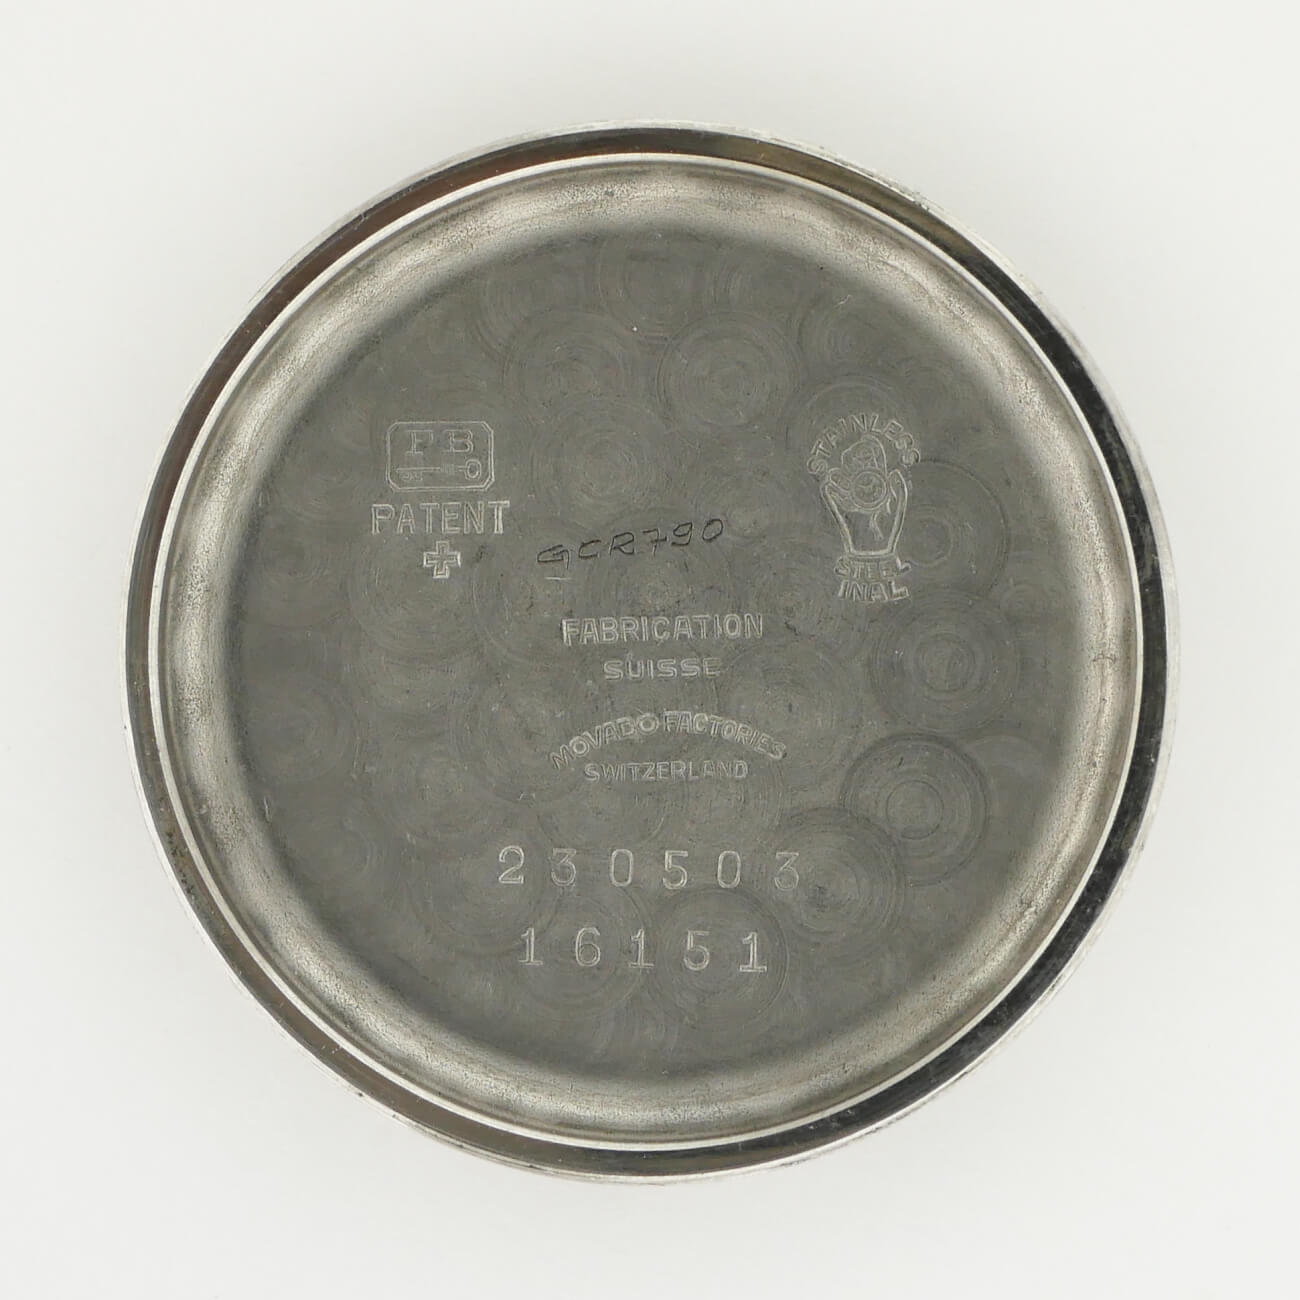 FB
PATENT
STAINLESS
STEEL
INAL
GCR790
FABRICATION
SUISSE
MOVADO FACTORIES
SWITZERLAND
230503
16151